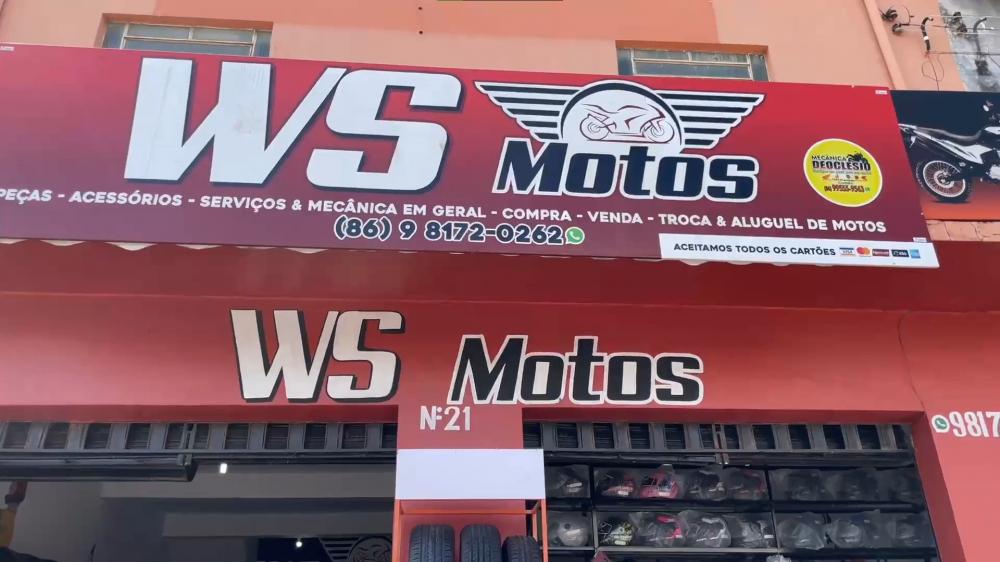 WS Motos
MECÂNICA
DEOCLESIO
PEÇAS - ACESSÓRIOS - SERVIÇOS & MECÂNICA EM GERAL - COMPRA - VENDA - TROCA & ALUGUEL DE MOTOS
(86) 9 8172-0262
ACEITAMOS TODOS OS CARTÕES
WS Motos
Nº21
9817